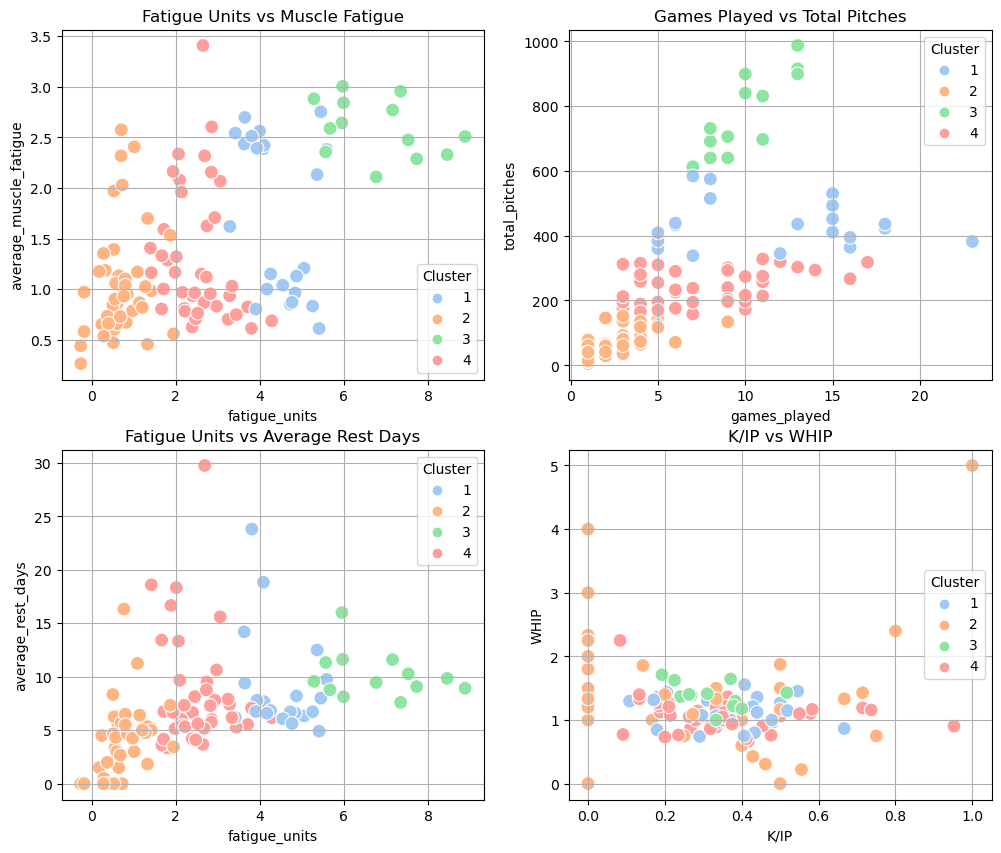 Fatigue Units vs Muscle Fatigue
average_muscle_fatigue
3.5
3.0
2.5
2.0
1.5
1.0
0.5
Cluster
1
2
3
4
0 2 4 6 8
fatigue_units
Games Played vs Total Pitches
total_pitches
1000
800
600
400
200
0
Cluster
1
2
3
4
0 5 10 15 20
games_played
Fatigue Units vs Average Rest Days
average_rest_days
30
25
20
15
10
5
0
Cluster
1
2
3
4
0 2 4 6 8
fatigue_units
K/IP vs WHIP
WHIP
5
4
3
2
1
0
Cluster
1
2
3
4
0.0 0.2 0.4 0.6 0.8 1.0
K/IP